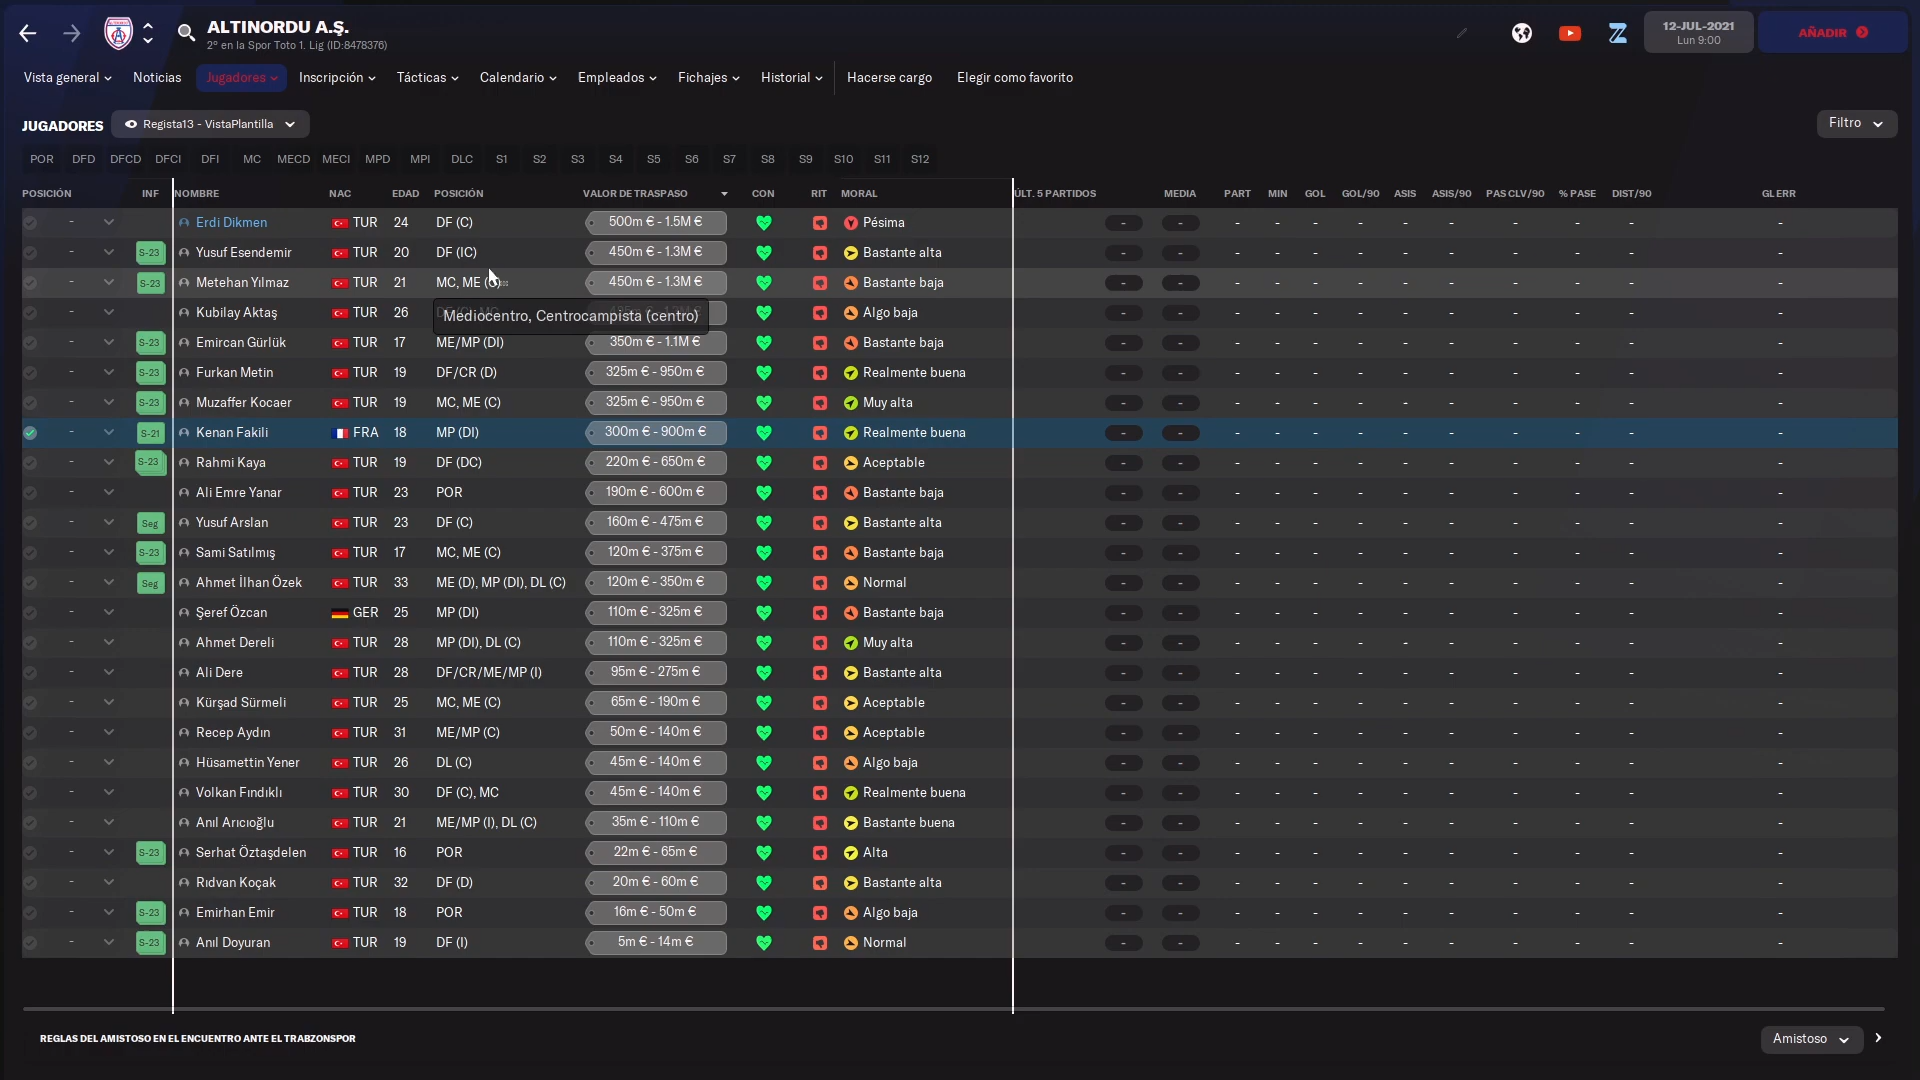 ALTINORDU A.Ş.
2º en la Spor Toto 1. Lig (ID:8478376)
12-JUL-2021
Lun 9:00
AÑADIR
Vista general Noticias Jugadores Inscripción Tácticas Calendario Empleados Fichajes Historial Hacerse cargo Elegir como favorito
JUGADORES Regista13 - VistaPlantilla Filtro
POR DFD DFCD DFCI DFI MC MECD MECI MPD MPI DLC S1 S2 S3 S4 S5 S6 S7 S8 S9 S10 S11 S12
POSICIÓN INF NOMBRE NAC EDAD POSICIÓN VALOR DE TRASPASO CON RIT MORAL ÚLT. 5 PARTIDOS MEDIA PART MIN GOL GOL/90 ASIS ASIS/90 PAS CLV/90 % PASE DIST/90 GL ERR
- Erdi Dikmen TUR 24 DF (C) 500m € - 1.5M € Pésima - - - - - - - - - - - -
- S-23 Yusuf Esendemir TUR 20 DF (IC) 450m € - 1.3M € Bastante alta - - - - - - - - - - - -
- S-23 Metehan Yılmaz TUR 21 MC, ME ( 450m € - 1.3M € Bastante baja - - - - - - - - - - - -
- Kubilay Aktaş TUR 26 Algo baja - - - - - - - - - - - -
Mediocentro, Centrocampista (centro)
- S-23 Emircan Gürlük TUR 17 ME/MP (DI) 350m € - 1.1M € Bastante baja - - - - - - - - - - - -
- S-23 Furkan Metin TUR 19 DF/CR (D) 325m € - 950m € Realmente buena - - - - - - - - - - - -
- S-23 Muzaffer Kocaer TUR 19 MC, ME (C) 325m € - 950m € Muy alta - - - - - - - - - - - -
- S-21 Kenan Fakili FRA 18 MP (DI) 300m € - 900m € Realmente buena - - - - - - - - - - - -
- S-23 Rahmi Kaya TUR 19 DF (DC) 220m € - 650m € Aceptable - - - - - - - - - - - -
- Ali Emre Yanar TUR 23 POR 190m € - 600m € Bastante baja - - - - - - - - - - - -
- Seg Yusuf Arslan TUR 23 DF (C) 160m € - 475m € Bastante alta - - - - - - - - - - - -
- S-23 Sami Satılmış TUR 17 MC, ME (C) 120m € - 375m € Bastante baja - - - - - - - - - - - -
- Seg Ahmet İlhan Özek TUR 33 ME (D), MP (DI), DL (C) 120m € - 350m € Normal - - - - - - - - - - - -
- Şeref Özcan GER 25 MP (DI) 110m € - 325m € Bastante baja - - - - - - - - - - - -
- Ahmet Dereli TUR 28 MP (DI), DL (C) 110m € - 325m € Muy alta - - - - - - - - - - - -
- Ali Dere TUR 28 DF/CR/ME/MP (I) 95m € - 275m € Bastante alta - - - - - - - - - - - -
- Kürşad Sürmeli TUR 25 MC, ME (C) 65m € - 190m € Aceptable - - - - - - - - - - - -
- Recep Aydın TUR 31 ME/MP (C) 50m € - 140m € Aceptable - - - - - - - - - - - -
- Hüsamettin Yener TUR 26 DL (C) 45m € - 140m € Algo baja - - - - - - - - - - - -
- Volkan Fındıklı TUR 30 DF (C), MC 45m € - 140m € Realmente buena - - - - - - - - - - - -
- Anıl Arıcıoğlu TUR 21 ME/MP (I), DL (C) 35m € - 110m € Bastante buena - - - - - - - - - - - -
- S-23 Serhat Öztaşdelen TUR 16 POR 22m € - 65m € Alta - - - - - - - - - - - -
- Rıdvan Koçak TUR 32 DF (D) 20m € - 60m € Bastante alta - - - - - - - - - - - -
- S-23 Emirhan Emir TUR 18 POR 16m € - 50m € Algo baja - - - - - - - - - - - -
- S-23 Anıl Doyuran TUR 19 DF (I) 5m € - 14m € Normal - - - - - - - - - - - -
REGLAS DEL AMISTOSO EN EL ENCUENTRO ANTE EL TRABZONSPOR Amistoso